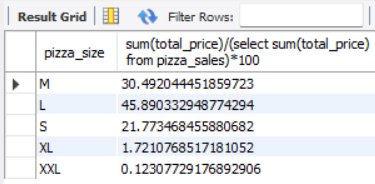 Result Grid Filter Rows:
pizza_size sum(total_price)/(select sum(total_price)
from pizza_sales)*100
M 30.492044451859723
L 45.890332948774294
S 21.773468455880682
XL 1.7210768517181052
XXL 0.12307729176892906